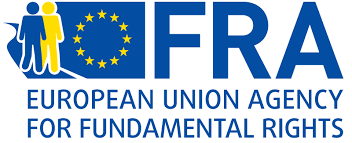 FRA
EUROPEAN UNION AGENCY
FOR FUNDAMENTAL RIGHTS